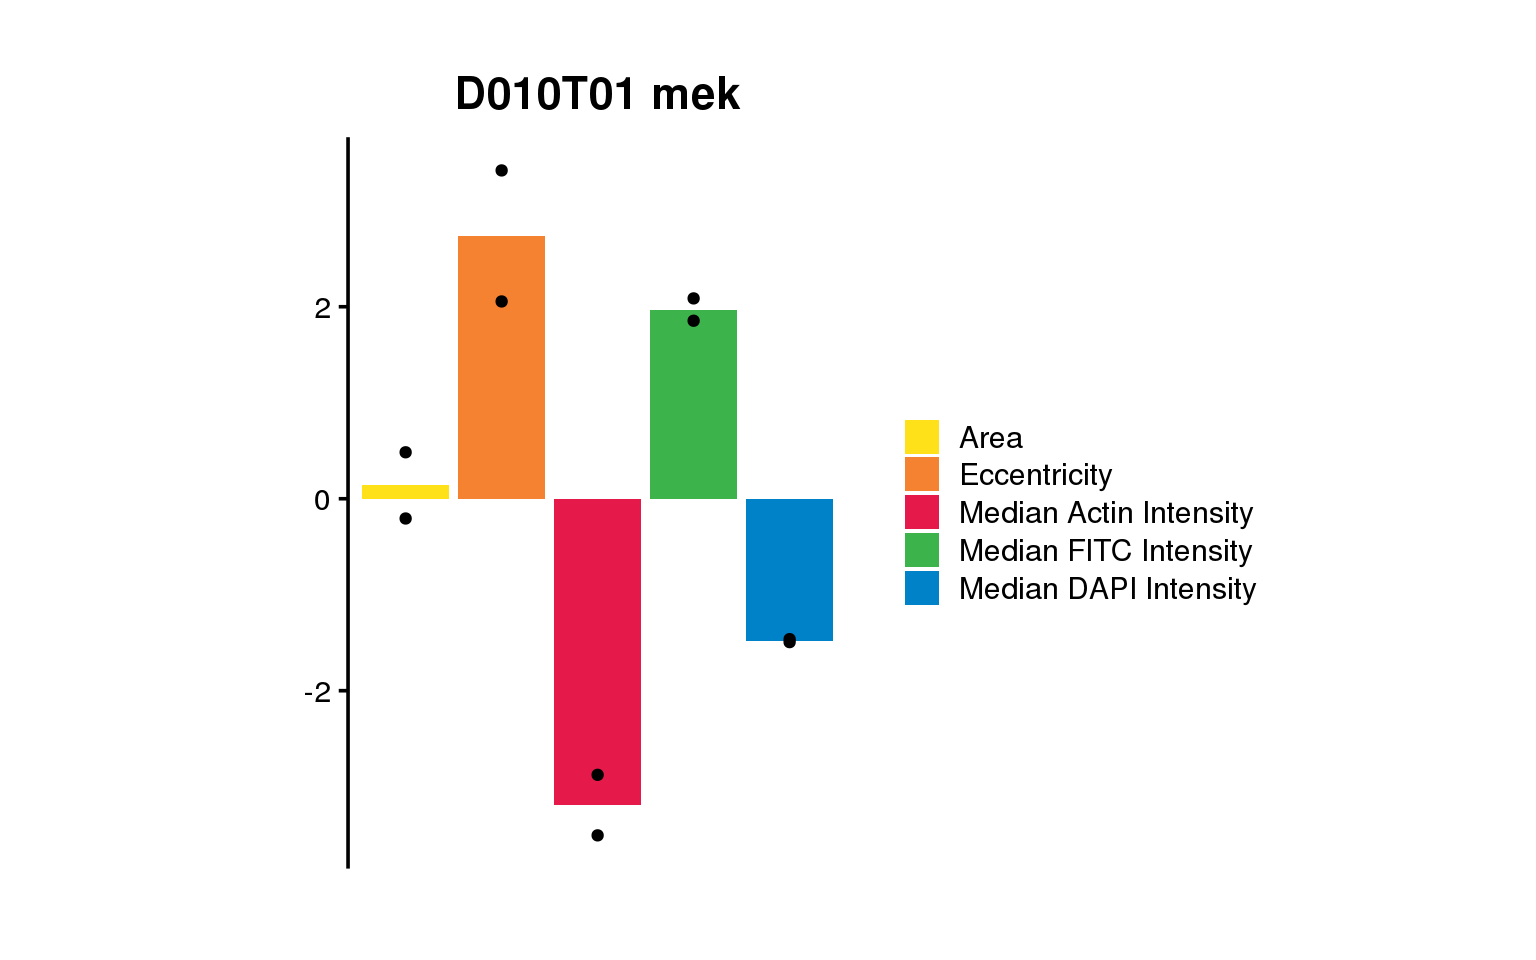 D010T01 mek
2
0
-2
Area
Eccentricity
Median Actin Intensity
Median FITC Intensity
Median DAPI Intensity